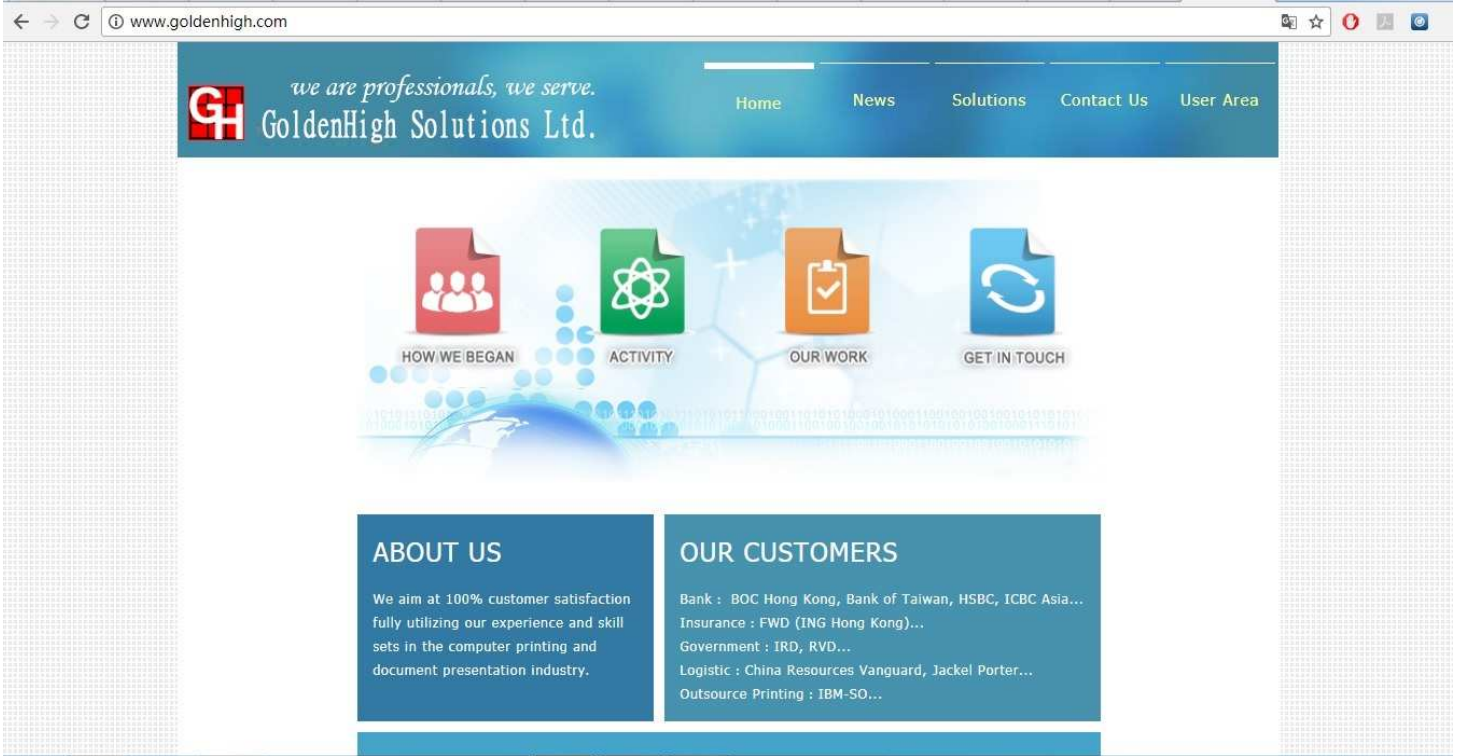 www.goldenhigh.com
GH
we are professionals, we serve.
GoldenHigh Solutions Ltd.
Home News Solutions Contact Us User Area
HOW WE BEGAN ACTIVITY OUR WORK GET IN TOUCH
ABOUT US
We aim at 100% customer satisfaction
fully utilizing our experience and skill
sets in the computer printing and
document presentation industry.
OUR CUSTOMERS
Bank : BOC Hong Kong, Bank of Taiwan, HSBC, ICBC Asia...
Insurance : FWD (ING Hong Kong)...
Government : IRD, RVD...
Logistic : China Resources Vanguard, Jackel Porter...
Outsource Printing : IBM-SO...